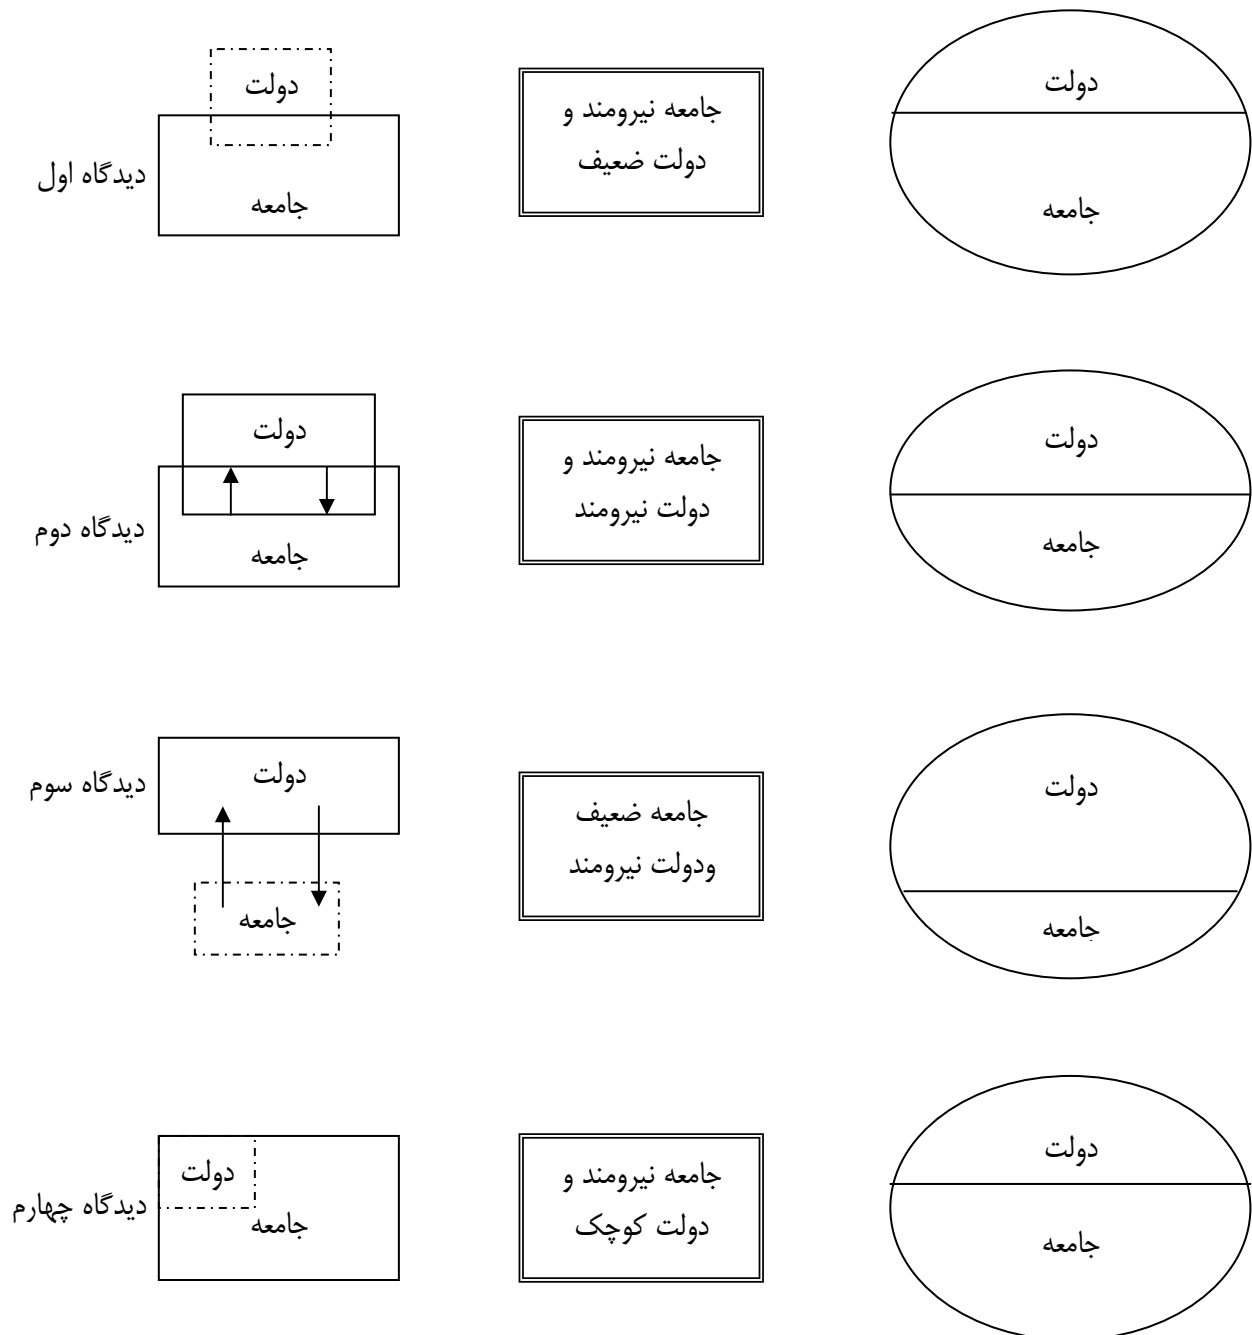 دولت
جامعه
دیدگاه اول
جامعه نیرومند و
دولت ضعیف
دولت
جامعه
دولت
جامعه
دیدگاه دوم
جامعه نیرومند و
دولت نیرومند
دولت
جامعه
دولت
جامعه
دیدگاه سوم
جامعه ضعیف
ودولت نیرومند
دولت
جامعه
دولت
جامعه
دیدگاه چهارم
جامعه نیرومند و
دولت کوچک
دولت
جامعه